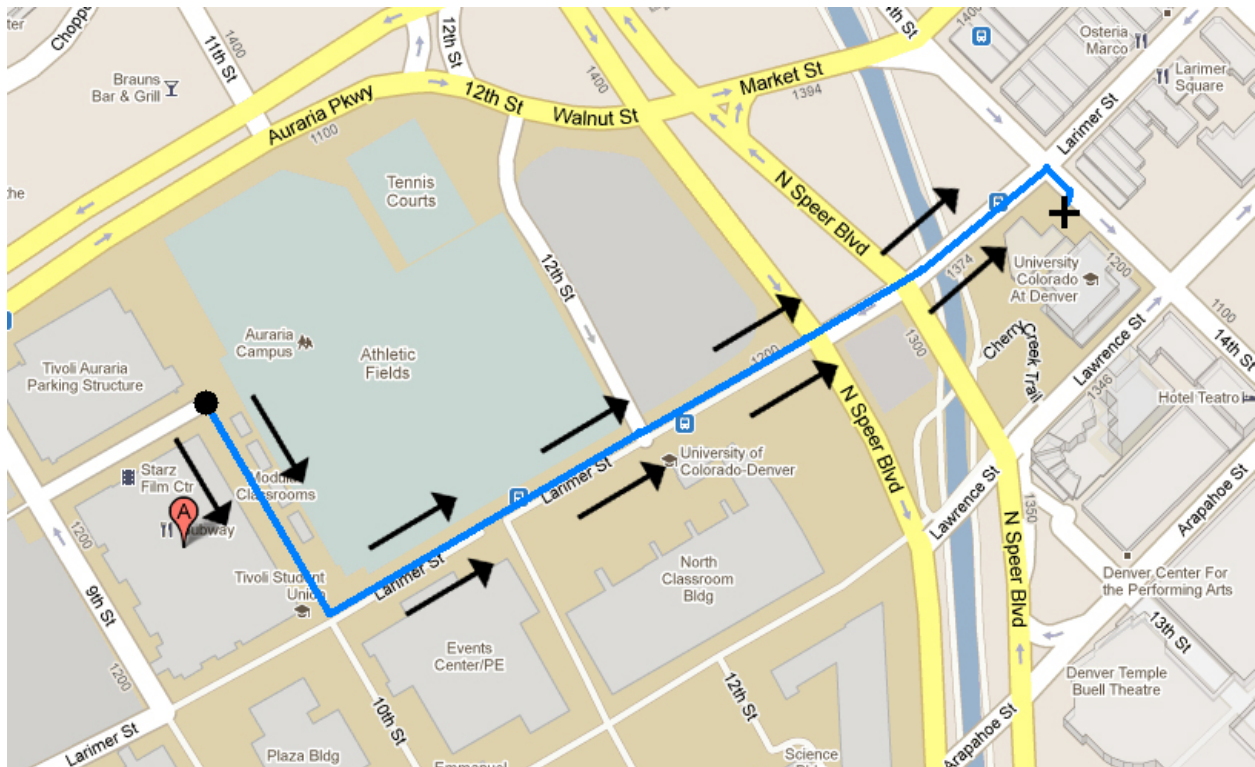 Chopp
11th St
1400
12th St
1400
14th St
1400
Osteria
Marco
Brauns
Bar & Grill
Larimer
Square
Market St
1394
Auraria Pkwy
12th St
Walnut St
1100
Larimer St
Tennis
Courts
N Speer Blvd
the
12th St
1374
University
Colorado
At Denver
1200
1100
Auraria
Campus
Athletic
Fields
1200
1300
Cherry
Creek Trail
Lawrence St
14th St
Tivoli Auraria
Parking Structure
1346
Hotel Teatro
N Speer Blvd
Starz
Film Ctr
Modular
Classrooms
Larimer St
University of
Colorado-Denver
Lawrence St
A
Subway
1200
1350
Arapahoe St
N Speer Blvd
Tivoli Student
Union
Larimer St
North
Classroom
Bldg
Denver Center For
the Performing Arts
9th St
13th St
Events
Center/PE
1200
12th St
Denver Temple
Buell Theatre
10th St
Arapahoe St
Larimer St
Plaza Bldg
Science
Emmanuel